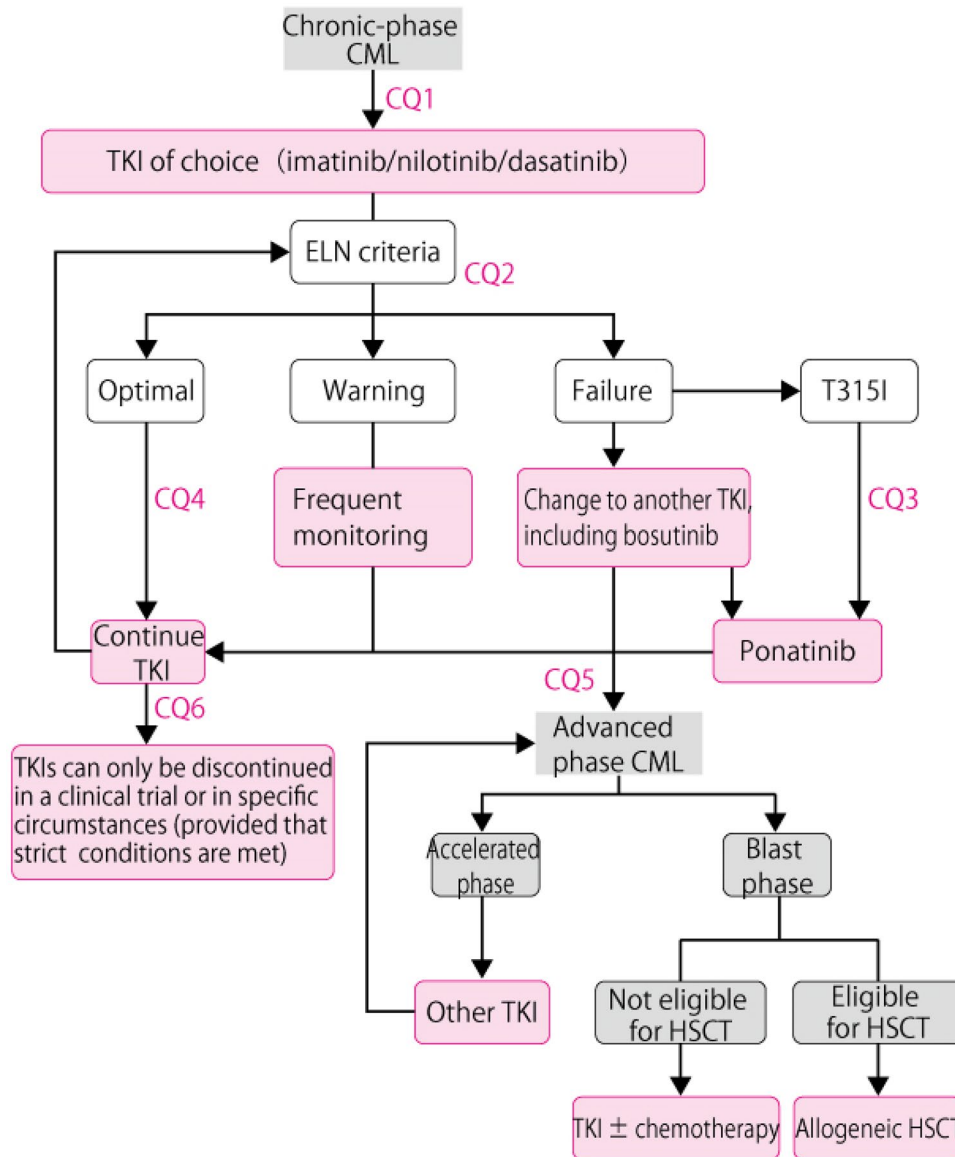 Chronic-phase
CML
CQ1
TKI of choice（imatinib/nilotinib/dasatinib）
ELN criteria
CQ2
Optimal
Warning
Failure
T315I
CQ4
Frequent
monitoring
Change to another TKI,
including bosutinib
CQ3
Continue
TKI
Ponatinib
CQ6
CQ5
TKIs can only be discontinued
in a clinical trial or in specific
circumstances (provided that
strict conditions are met)
Advanced
phase CML
Accelerated
phase
Blast
phase
Other TKI
Not eligible
for HSCT
Eligible
for HSCT
TKI ± chemotherapy
Allogeneic HSCT